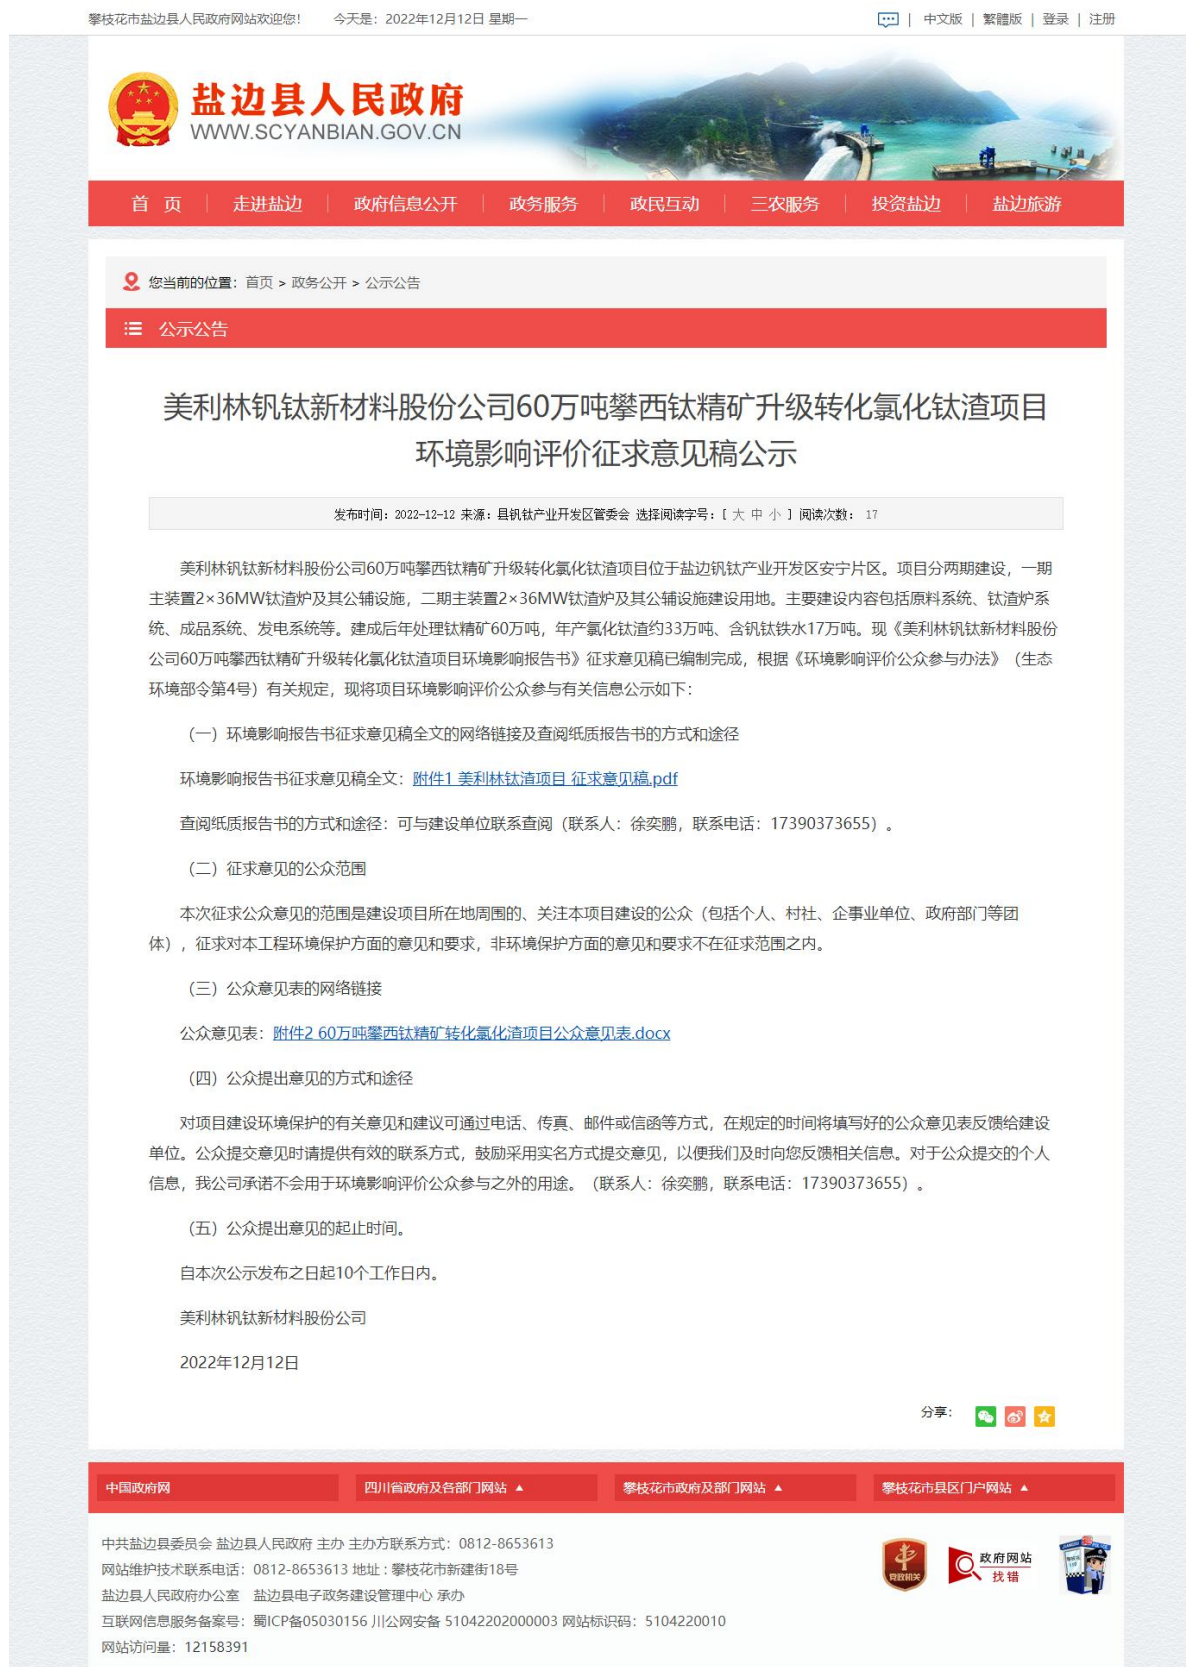 攀枝花市盐边县人民政府网站欢迎您! 今天是：2022年12月12日 星期一 | 中文版 | 繁體版 | 登录 | 注册
盐边县人民政府
WWW.SCYANBIAN.GOV.CN
首 页 | 走进盐边 | 政府信息公开 | 政务服务 | 政民互动 | 三农服务 | 投资盐边 | 盐边旅游
您当前的位置：首页 > 政务公开 > 公示公告
公示公告
美利林钒钛新材料股份公司60万吨攀西钛精矿升级转化氯化钛渣项目
环境影响评价征求意见稿公示
发布时间：2022-12-12 来源：县钒钛产业开发区管委会 选择阅读字号：[ 大 中 小 ] 阅读次数： 17
美利林钒钛新材料股份公司60万吨攀西钛精矿升级转化氯化钛渣项目位于盐边钒钛产业开发区安宁片区。项目分两期建设，一期
主装置2×36MW钛渣炉及其公辅设施，二期主装置2×36MW钛渣炉及其公辅设施建设用地。主要建设内容包括原料系统、钛渣炉系
统、成品系统、发电系统等。建成后年处理钛精矿60万吨，年产氯化钛渣约33万吨、含钒钛铁水17万吨。现《美利林钒钛新材料股份
公司60万吨攀西钛精矿升级转化氯化钛渣项目环境影响报告书》征求意见稿已编制完成，根据《环境影响评价公众参与办法》（生态
环境部令第4号）有关规定，现将项目环境影响评价公众参与有关信息公示如下：
（一）环境影响报告书征求意见稿全文的网络链接及查阅纸质报告书的方式和途径
环境影响报告书征求意见稿全文：附件1 美利林钛渣项目 征求意见稿.pdf
查阅纸质报告书的方式和途径：可与建设单位联系查阅（联系人：徐奕鹏，联系电话：17390373655）。
（二）征求意见的公众范围
本次征求公众意见的范围是建设项目所在地周围的、关注本项目建设的公众（包括个人、村社、企事业单位、政府部门等团
体），征求对本工程环境保护方面的意见和要求，非环境保护方面的意见和要求不在征求范围之内。
（三）公众意见表的网络链接
公众意见表：附件2 60万吨攀西钛精矿转化氯化渣项目公众意见表.docx
（四）公众提出意见的方式和途径
对项目建设环境保护的有关意见和建议可通过电话、传真、邮件或信函等方式，在规定的时间将填写好的公众意见表反馈给建设
单位。公众提交意见时请提供有效的联系方式，鼓励采用实名方式提交意见，以便我们及时向您反馈相关信息。对于公众提交的个人
信息，我公司承诺不会用于环境影响评价公众参与之外的用途。（联系人：徐奕鹏，联系电话：17390373655）。
（五）公众提出意见的起止时间。
自本次公示发布之日起10个工作日内。
美利林钒钛新材料股份公司
2022年12月12日
分享：
中国政府网 四川省政府及各部门网站 ▲ 攀枝花市政府及部门网站 ▲ 攀枝花市县区门户网站 ▲
中共盐边县委员会 盐边县人民政府 主办 主办方联系方式：0812-8653613
网站维护技术联系电话：0812-8653613 地址：攀枝花市新建街18号
盐边县人民政府办公室 盐边县电子政务建设管理中心 承办
互联网信息服务备案号：蜀ICP备05030156 川公网安备 51042202000003 网站标识码：5104220010
网站访问量：12158391
党政机关
政府网站
找错